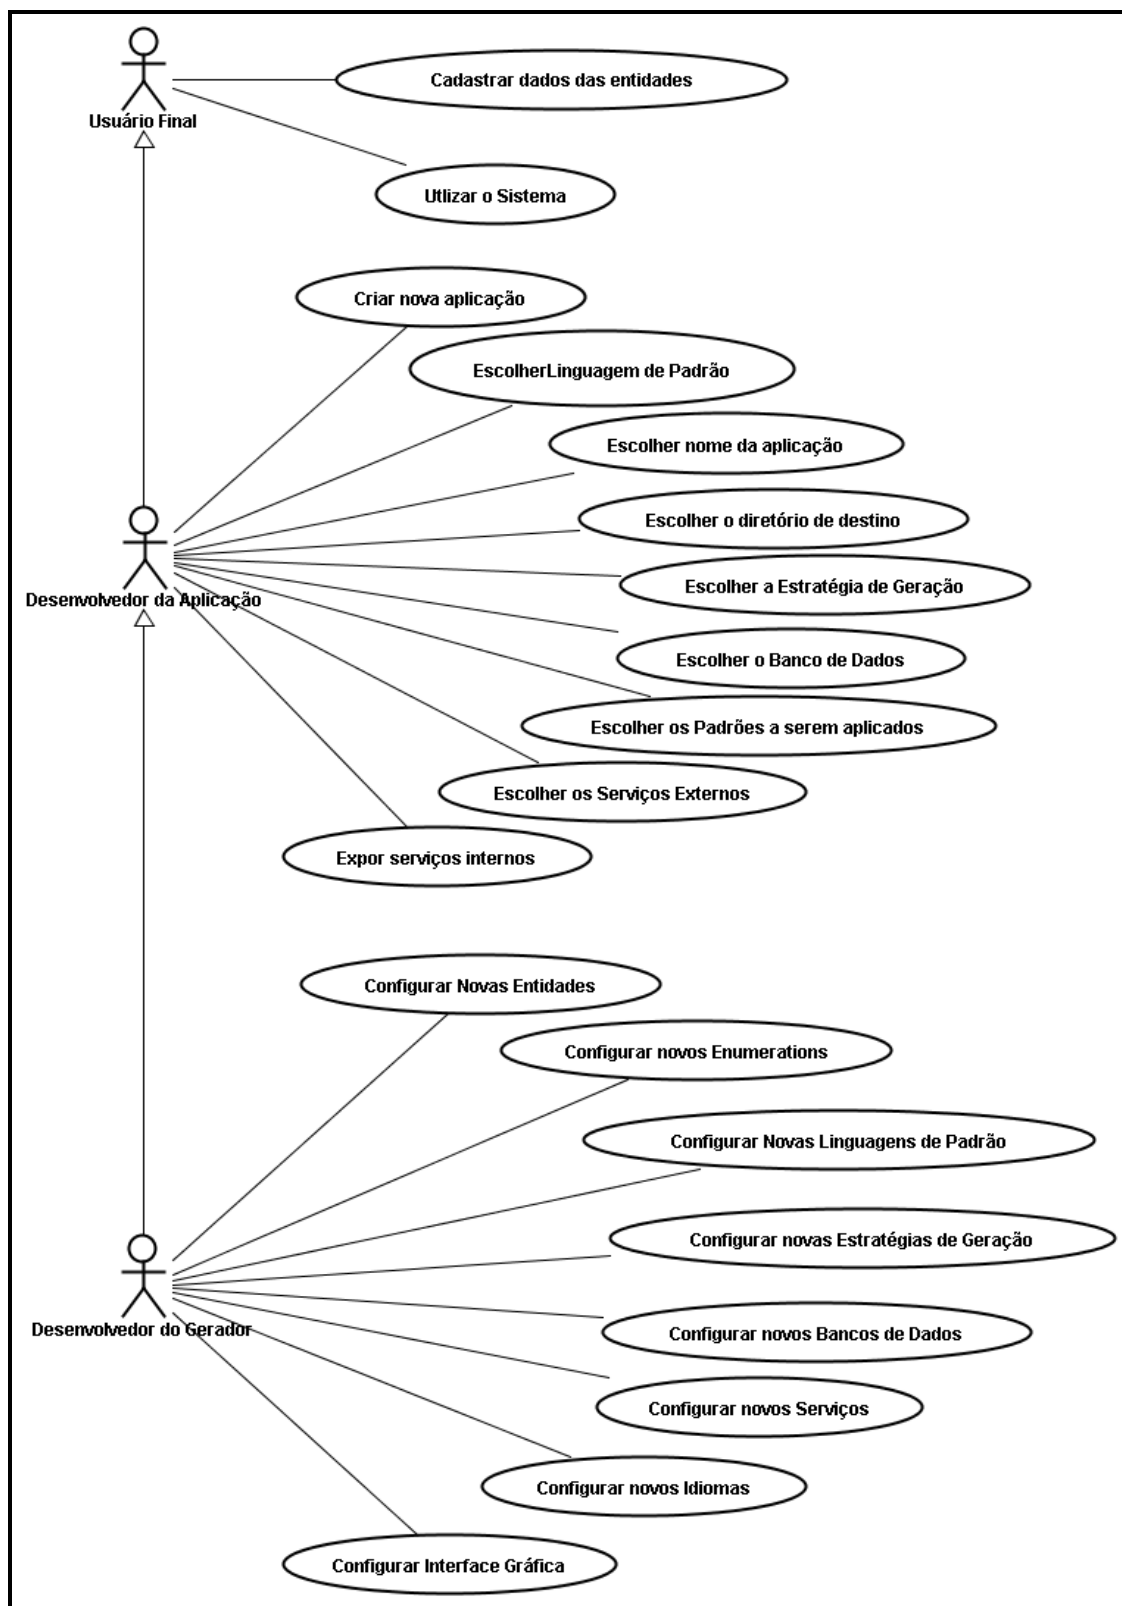 Cadastrar dados das entidades
Usuário Final
Utlizar o Sistema
Criar nova aplicação
EscolherLinguagem de Padrão
Escolher nome da aplicação
Escolher o diretório de destino
Escolher a Estratégia de Geração
Desenvolvedor da Aplicação
Escolher o Banco de Dados
Escolher os Padrões a serem aplicados
Escolher os Serviços Externos
Expor serviços internos
Configurar Novas Entidades
Configurar novos Enumerations
Configurar Novas Linguagens de Padrão
Configurar novas Estratégias de Geração
Desenvolvedor do Gerador
Configurar novos Bancos de Dados
Configurar novos Serviços
Configurar novos Idiomas
Configurar Interface Gráfica